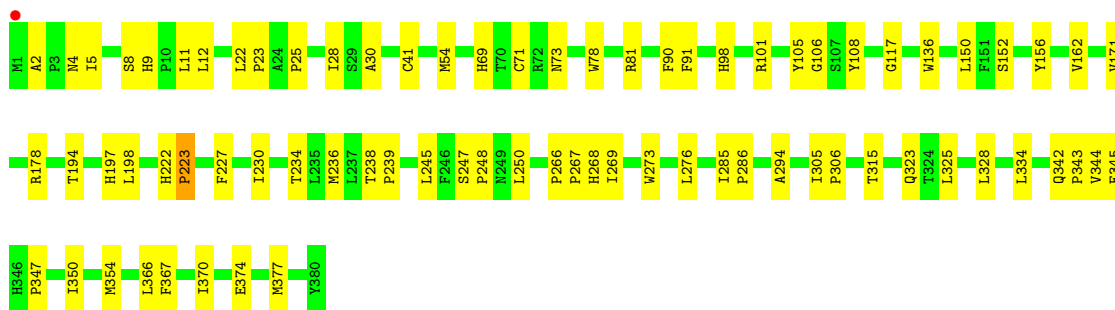 M1 A2 P3 N4 I5 S8 H9 P10 L11 L12 L22 P23 A24 P25 I28 S29 A30 C41 M54 H69 T70 C71 R72 N73 W78 R81 F90 F91 H98 R101 Y105 G106 S107 Y108 G117 W136 L150 F151 S152 Y156 V162 V171
R178 T194 H197 L198 H222 P223 F227 I230 T234 L235 M236 L237 T238 P239 L245 F246 S247 P248 N249 L250 P266 P267 H268 I269 W273 L276 I285 P286 A294 I305 P306 T315 Q323 T324 L325 L328 L334 Q342 P343 V344
H346 P347 I350 M354 L366 F367 I370 E374 M377 Y380